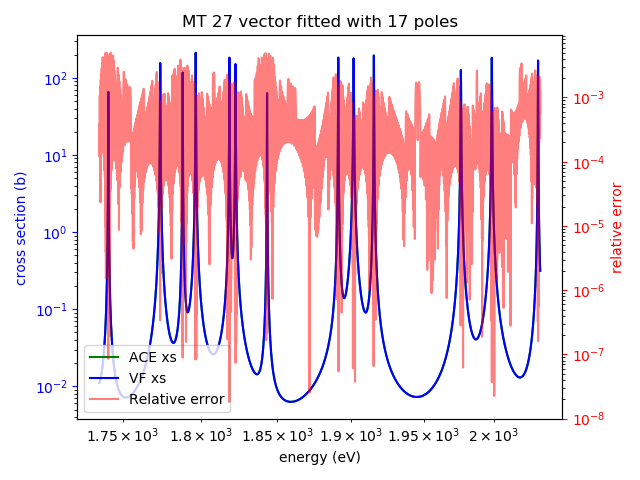 MT 27 vector fitted with 17 poles
cross section (b)
10²
10¹
10⁰
10⁻¹
10⁻²
10⁻³
10⁻⁴
10⁻⁵
10⁻⁶
10⁻⁷
10⁻⁸
relative error
ACE xs
VF xs
Relative error
1.75×10³ 1.8×10³ 1.85×10³ 1.9×10³ 1.95×10³ 2×10³
energy (eV)